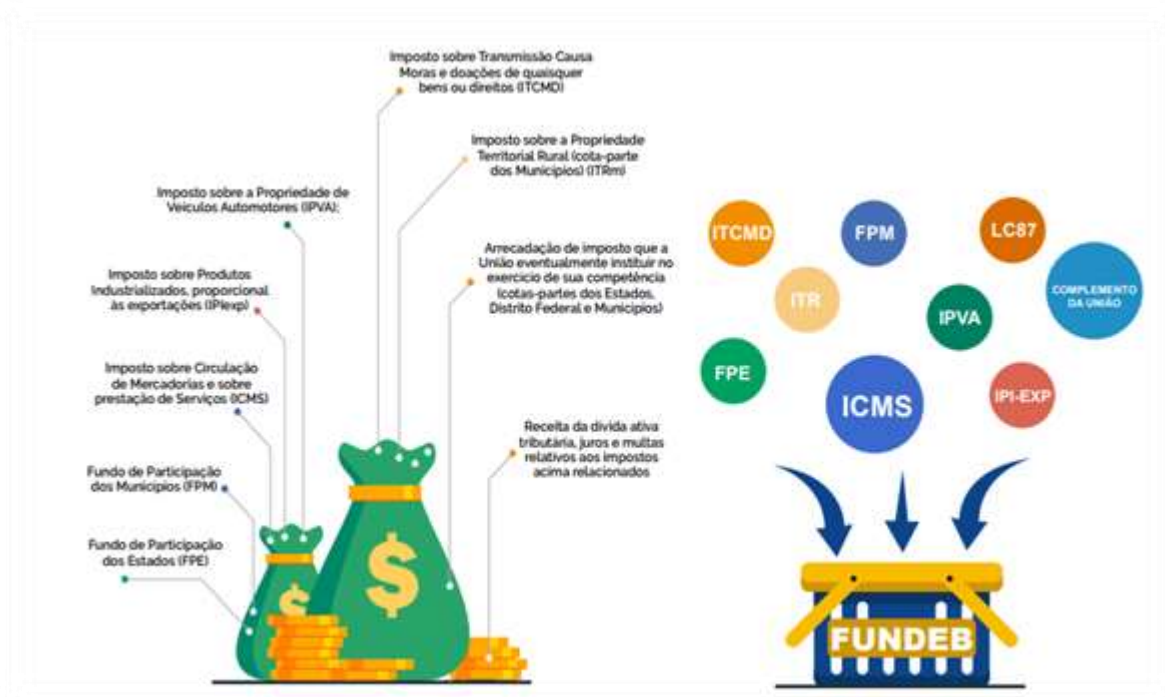 Imposto sobre Transmissão Causa
Moras e doações de quaisquer
bens ou direitos (ITCMD)
Imposto sobre a Propriedade
Territorial Rural (cota-parte
dos Municípios) (ITRm)
Imposto sobre a Propriedade de
Veículos Automotores (IPVA);
Arrecadação de imposto que a
União eventualmente instituir no
exercício de sua competência
(cotas-partes dos Estados,
Distrito Federal e Municípios)
Imposto sobre Produtos
Industrializados, proporcional
às exportações (IPIexp)
Imposto sobre Circulação
de Mercadorias e sobre
prestação de Serviços (ICMS)
Receita da dívida ativa
tributária, juros e multas
relativos aos impostos
acima relacionados
Fundo de Participação
dos Municípios (FPM)
Fundo de Participação
dos Estados (FPE)
$
$
ITCMD
FPM
LC87
ITR
COMPLEMENTO
DA UNIÃO
IPVA
FPE
ICMS
IPI-EXP
FUNDEB